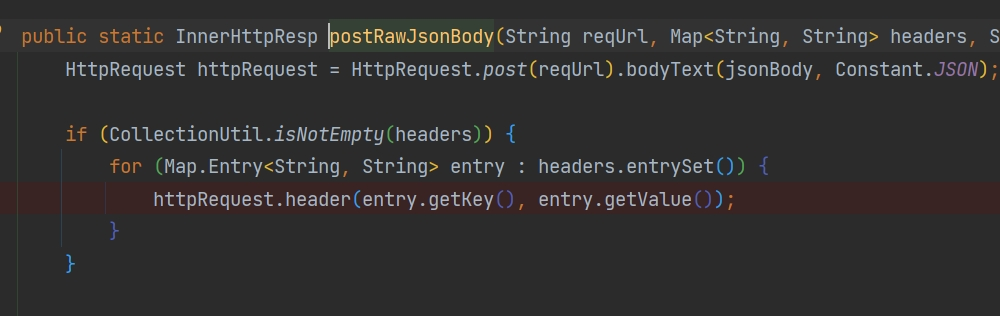 public static InnerHttpResp postRawJsonBody(String reqUrl, Map<String, String> headers, S
HttpRequest httpRequest = HttpRequest.post(reqUrl).bodyText(jsonBody, Constant.JSON);
if (CollectionUtil.isNotEmpty(headers)) {
for (Map.Entry<String, String> entry : headers.entrySet()) {
httpRequest.header(entry.getKey(), entry.getValue());
}
}